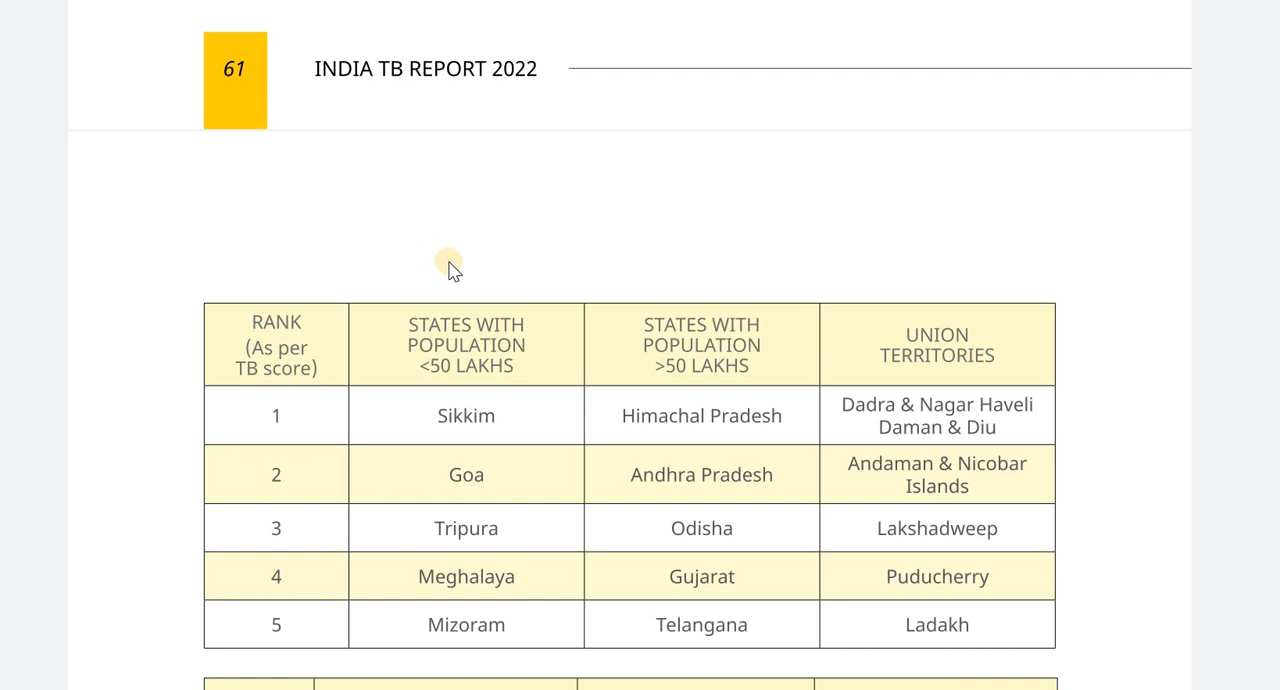 61
INDIA TB REPORT 2022
RANK
(As per
TB score)
STATES WITH
POPULATION
<50 LAKHS
STATES WITH
POPULATION
>50 LAKHS
UNION
TERRITORIES
1
Sikkim
Himachal Pradesh
Dadra & Nagar Haveli
Daman & Diu
2
Goa
Andhra Pradesh
Andaman & Nicobar
Islands
3
Tripura
Odisha
Lakshadweep
4
Meghalaya
Gujarat
Puducherry
5
Mizoram
Telangana
Ladakh